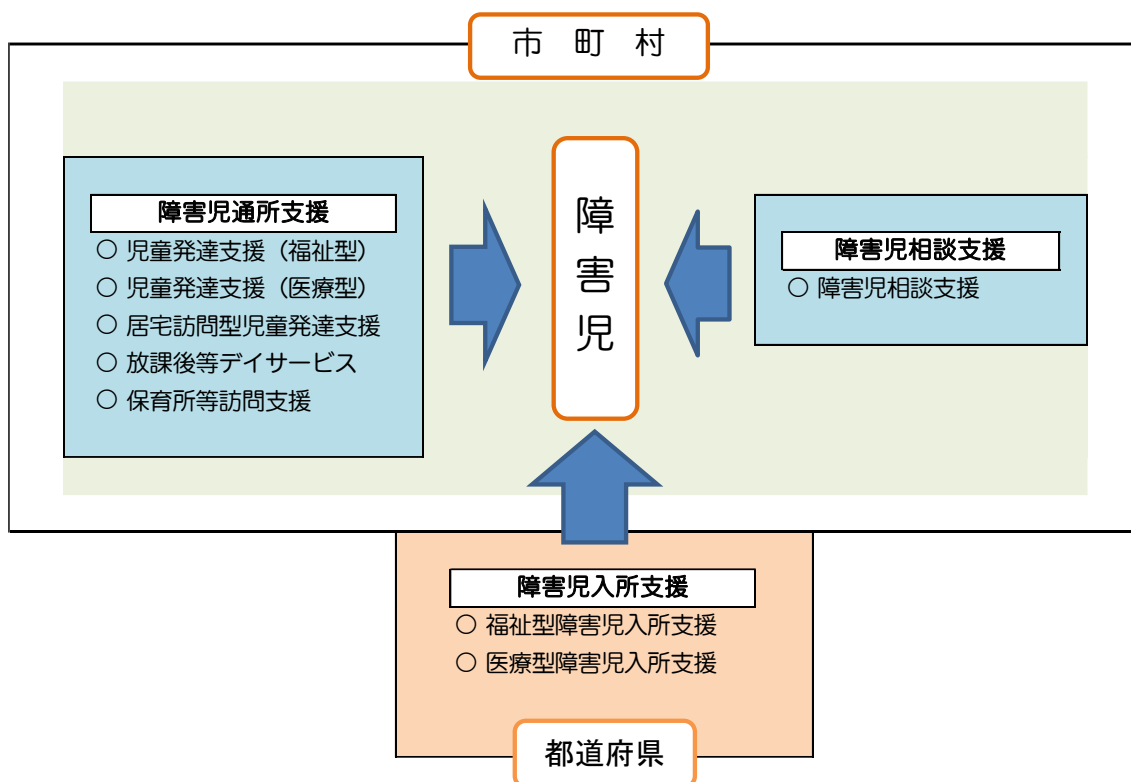 市 町 村
障害児通所支援
○ 児童発達支援（福祉型）
○ 児童発達支援（医療型）
○ 居宅訪問型児童発達支援
○ 放課後等デイサービス
○ 保育所等訪問支援
障害児
障害児相談支援
○ 障害児相談支援
障害児入所支援
○ 福祉型障害児入所支援
○ 医療型障害児入所支援
都道府県